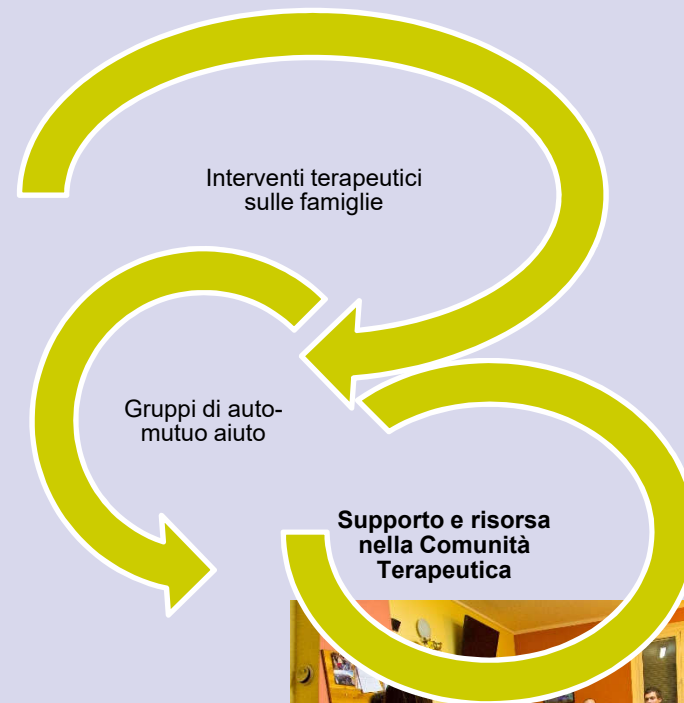 Interventi terapeutici
sulle famiglie
Gruppi di auto-
mutuo aiuto
Supporto e risorsa
nella Comunità
Terapeutica